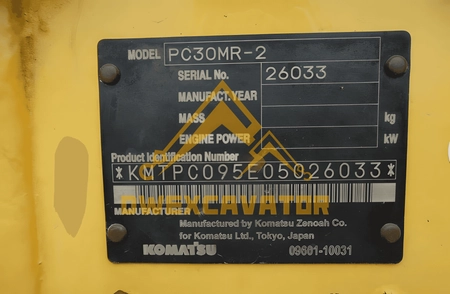 MODEL PC30MR-2
SERIAL No. 26033
MANUFACT. YEAR
MASS kg
ENGINE POWER kW
Product Identification Number
*KMTPC095E05026033*
OWEXCAVATOR
MANUFACTURER
Manufactured by Komatsu Zenoah Co.
for Komatsu Ltd., Tokyo, Japan
KOMATSU 09601-10031